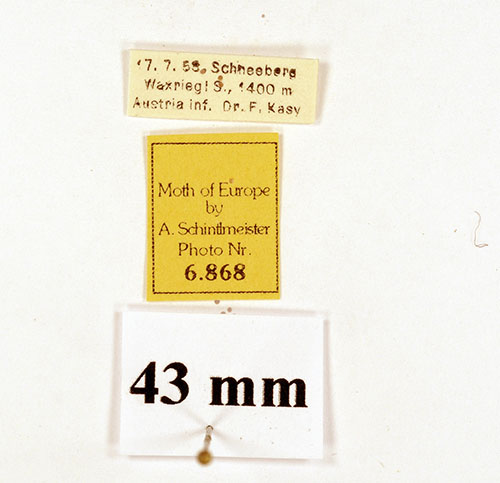 17. 7. 58. Schneeberg
Waxriegl S., 1400 m
Austria inf. Dr. F. Kasy
Moth of Europe
by
A. Schintlmeister
Photo Nr.
6.868
43 mm